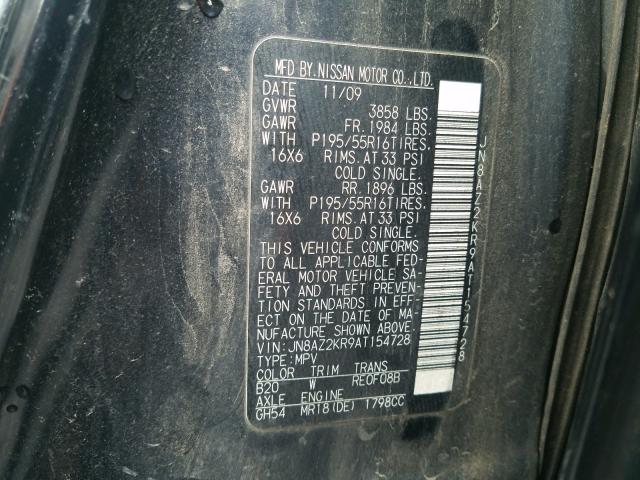 MFD BY. NISSAN MOTOR CO., LTD.
DATE 11/09
GVWR 3858 LBS.
GAWR FR. 1984 LBS.
WITH P195/55R16TIRES.
16X6 RIMS. AT 33 PSI
COLD SINGLE.
GAWR RR. 1896 LBS.
WITH P195/55R16TIRES.
16X6 RIMS. AT 33 PSI
COLD SINGLE.
THIS VEHICLE CONFORMS
TO ALL APPLICABLE FED-
ERAL MOTOR VEHICLE SA-
FETY AND THEFT PREVEN-
TION STANDARDS IN EFF-
ECT ON THE DATE OF MA-
NUFACTURE SHOWN ABOVE.
VIN: JN8AZ2KR9AT154728
TYPE: MPV
COLOR TRIM TRANS
B20 W RE0F08B
AXLE ENGINE
GH54 MRT8(DE) 1798CC
JN8AZ2KR9AT154728